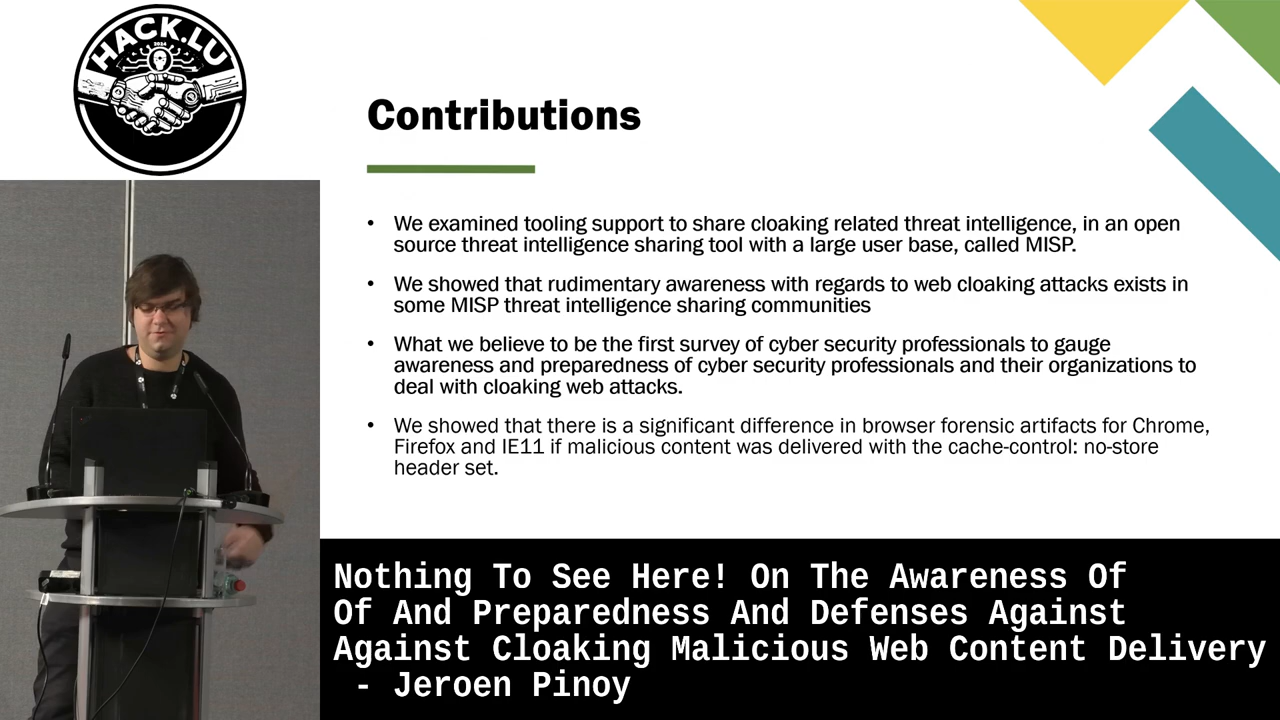 HACK.LU
2024
Contributions
• We examined tooling support to share cloaking related threat intelligence, in an open
source threat intelligence sharing tool with a large user base, called MISP.
• We showed that rudimentary awareness with regards to web cloaking attacks exists in
some MISP threat intelligence sharing communities
• What we believe to be the first survey of cyber security professionals to gauge
awareness and preparedness of cyber security professionals and their organizations to
deal with cloaking web attacks.
• We showed that there is a significant difference in browser forensic artifacts for Chrome,
Firefox and IE11 if malicious content was delivered with the cache-control: no-store
header set.
Nothing To See Here! On The Awareness Of
Of And Preparedness And Defenses Against
Against Cloaking Malicious Web Content Delivery
- Jeroen Pinoy